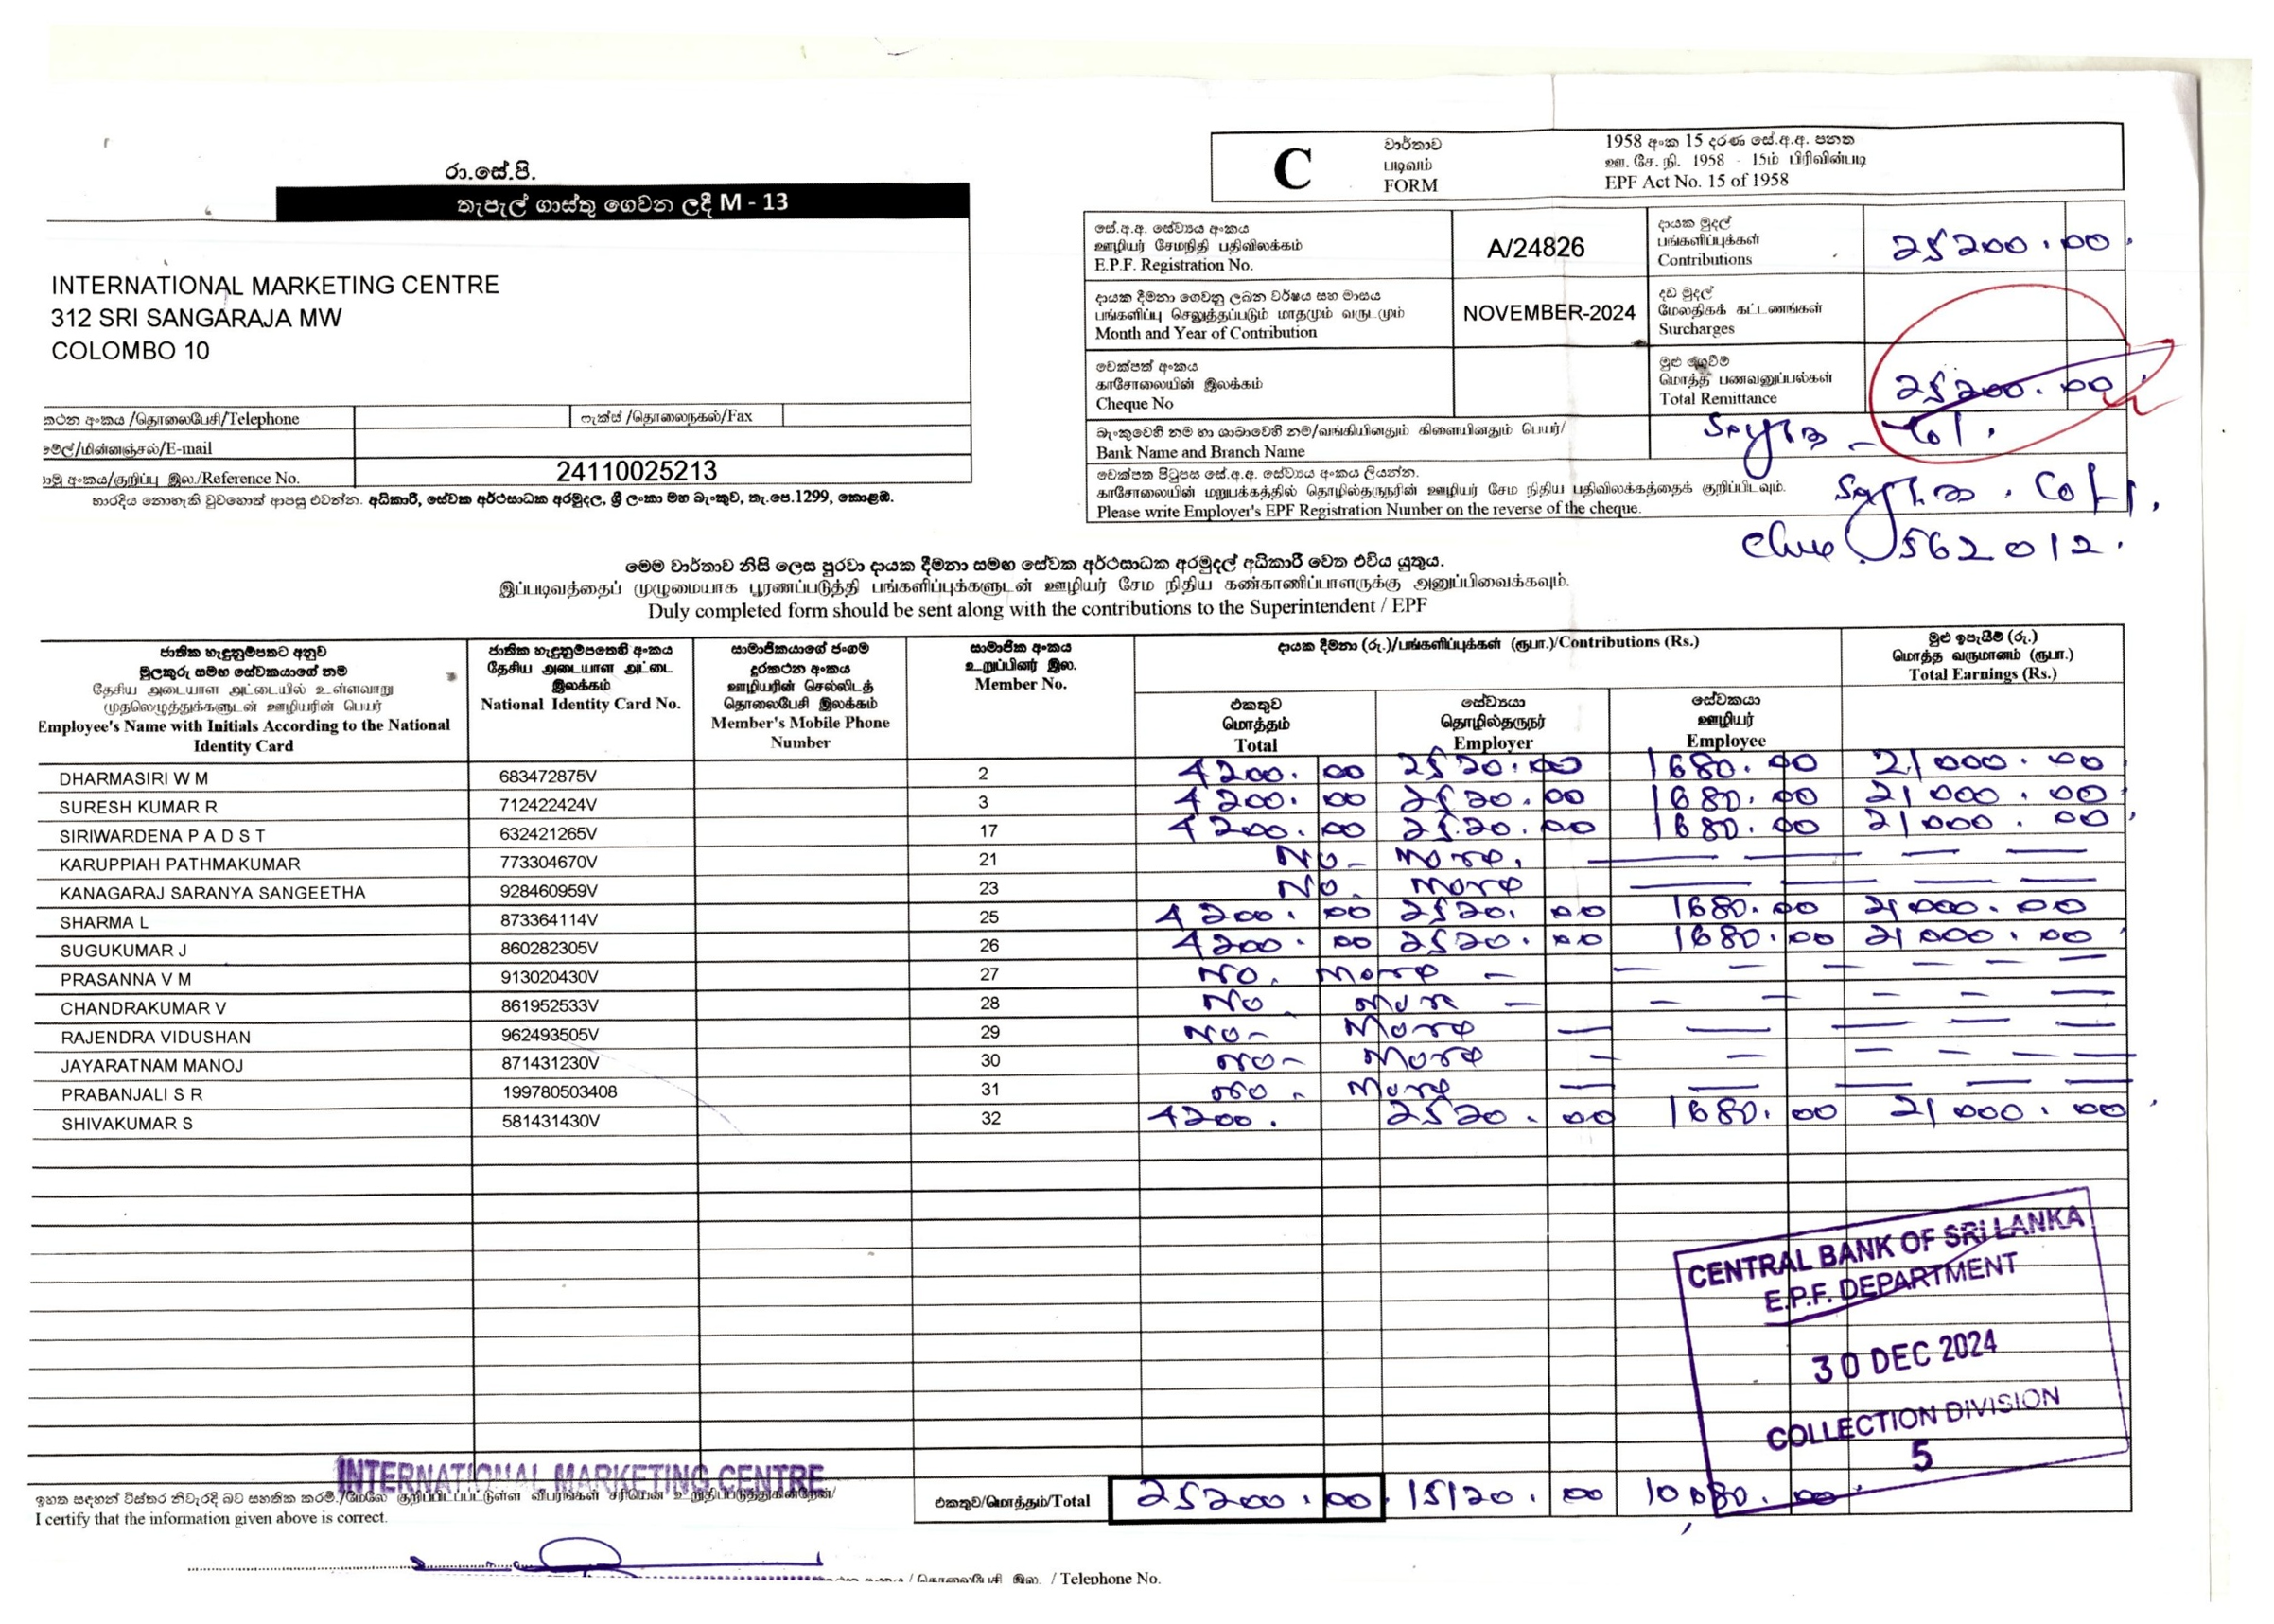 රා.සේ.පි.
තැපැල් ගාස්තු ගෙවන ලදී M - 13
INTERNATIONAL MARKETING CENTRE
312 SRI SANGARAJA MW
COLOMBO 10
කථන අංකය /தொலைபேசி/Telephone
ෆැක්ස් /தொலைநகல்/Fax
மின்னஞ்சல்/E-mail
අංකය/குறிப்பு இல./Reference No. 24110025213
භාරදිය නොහැකි වුවහොත් ආපසු එවන්න. අධිකාරී, සේවක අර්ථසාධක අරමුදල, ශ්‍රී ලංකා මහ බැංකුව, තැ.පෙ.1299, කොළඹ.
C
වාර්තාව
படிவம்
FORM
1958 අංක 15 දරණ සේ.අ.අ. පනත
ஊ. சே. நி. 1958 - 15ம் பிரிவின்படி
EPF Act No. 15 of 1958
සේ.අ.අ. සේව්‍යය අංකය
ஊழியர் சேமநிதி பதிவிலக்கம்
E.P.F. Registration No.
A/24826
දායක මුදල්
பங்களிப்புக்கள்
Contributions
25200.00
දායක දීමනා ගෙවනු ලබන වර්ෂය සහ මාසය
பங்களிப்பு செலுத்தப்படும் மாதமும் வருடமும்
Month and Year of Contribution
NOVEMBER-2024
දඩ මුදල්
மேலதிகக் கட்டணங்கள்
Surcharges
චෙක්පත් අංකය
காசோலையின் இலக்கம்
Cheque No
මුළු ගෙවීම්
மொத்த பணவனுப்பல்கள்
Total Remittance
25200.00
බැංකුවෙහි නම හා ශාඛාවෙහි නම/வங்கியினதும் கிளையினதும் பெயர்/
Bank Name and Branch Name
චෙක්පත පිටුපස සේ.අ.අ. සේව්‍යය අංකය ලියන්න.
காசோலையின் மறுபக்கத்தில் தொழில்தருநரின் ஊழியர் சேம நிதிய பதிவிலக்கத்தைக் குறிப்பிடவும்.
Please write Employer's EPF Registration Number on the reverse of the cheque.
562012.
මෙම වාර්තාව නිසි ලෙස පුරවා දායක දීමනා සමඟ සේවක අර්ථසාධක අරමුදල් අධිකාරී වෙත එවිය යුතුය.
இப்படிவத்தைப் முழுமையாக பூரணப்படுத்தி பங்களிப்புக்களுடன் ஊழியர் சேம நிதிய கண்காணிப்பாளருக்கு அனுப்பிவைக்கவும்.
Duly completed form should be sent along with the contributions to the Superintendent / EPF
ජාතික හැඳුනුම්පතට අනුව
මුලකුරු සමඟ සේවකයාගේ නම
தேசிய அடையாள அட்டையில் உள்ளவாறு
முதலெழுத்துக்களுடன் ஊழியரின் பெயர்
Employee's Name with Initials According to the National
Identity Card
ජාතික හැඳුනුම්පතෙහි අංකය
தேசிய அடையாள அட்டை
இலக்கம்
National Identity Card No.
සාමාජිකයාගේ ජංගම
දුරකථන අංකය
ஊழியரின் செல்லிடத்
தொலைபேசி இலக்கம்
Member's Mobile Phone
Number
සාමාජික අංකය
உறுப்பினர் இல.
Member No.
දායක දීමනා (රු.)/பங்களிப்புக்கள் (ரூபா.)/Contributions (Rs.)
එකතුව
மொத்தம்
Total
සේව්‍යයා
தொழில்தருநர்
Employer
සේවකයා
ஊழியர்
Employee
මුළු ඉපැයීම් (රු.)
மொத்த வருமானம் (ரூபா.)
Total Earnings (Rs.)
DHARMASIRI W M 683472875V 2 4200.00 2520.00 1680.00 21000.00
SURESH KUMAR R 712422424V 3 4200.00 2520.00 1680.00 21000.00
SIRIWARDENA P A D S T 632421265V 17 4200.00 2520.00 1680.00 21000.00
KARUPPIAH PATHMAKUMAR 773304670V 21 No - More.
KANAGARAJ SARANYA SANGEETHA 928460959V 23 No. More
SHARMA L 873364114V 25 4200.00 2520.00 1680.00 21000.00
SUGUKUMAR J 860282305V 26 4200.00 2520.00 1680.00 21000.00
PRASANNA V M 913020430V 27 No. More -
CHANDRAKUMAR V 861952533V 28 No More -
RAJENDRA VIDUSHAN 962493505V 29 No - More
JAYARATNAM MANOJ 871431230V 30 No - More
PRABANJALI S R 199780503408 31 No - More
SHIVAKUMAR S 581431430V 32 4200. 2520.00 1680.00 21000.00
CENTRAL BANK OF SRI LANKA
E.P.F. DEPARTMENT
30 DEC 2024
COLLECTION DIVISION
5
INTERNATIONAL MARKETING CENTRE
ඉහත සඳහන් විස්තර නිවැරදි බව සහතික කරමි./மேலே குறிப்பிடப்பட்டுள்ள விபரங்கள் சரியென உறுதிப்படுத்துகின்றேன்/
I certify that the information given above is correct.
එකතුව/மொத்தம்/Total 25200.00 15120.00 10080.00
/ தொலைபேசி இல. / Telephone No.